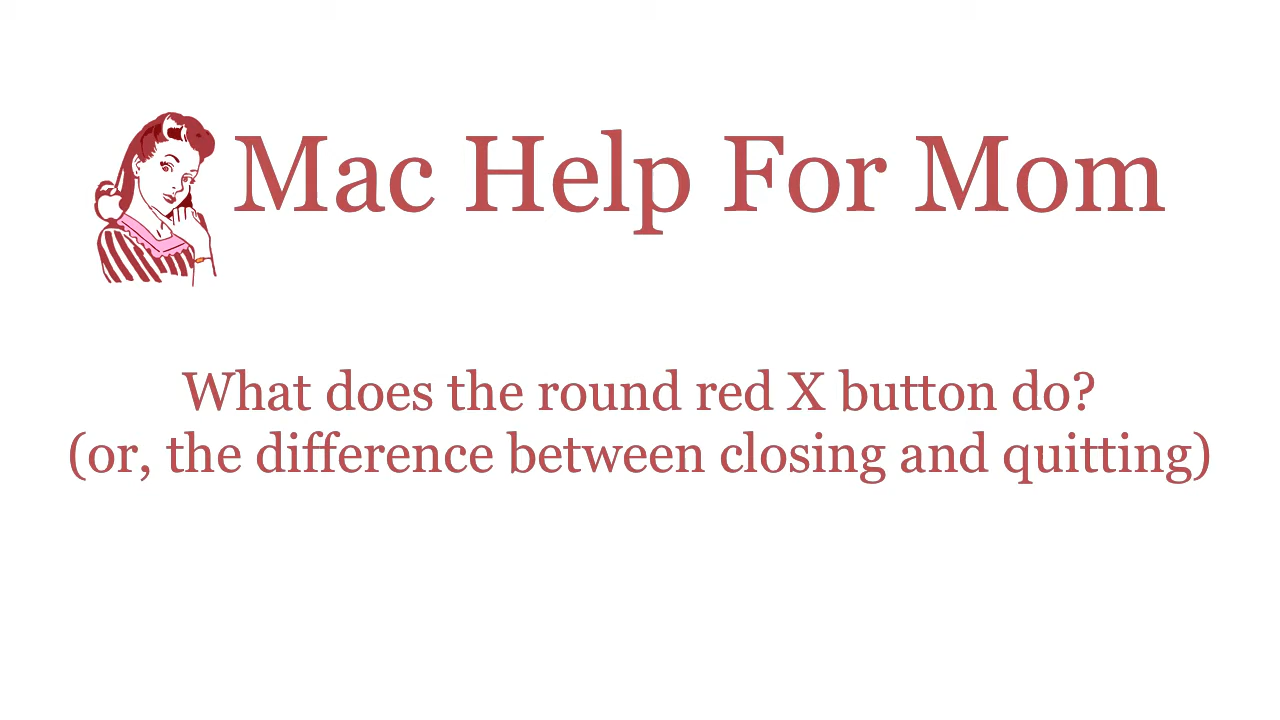 Mac Help For Mom
What does the round red X button do?
(or, the difference between closing and quitting)